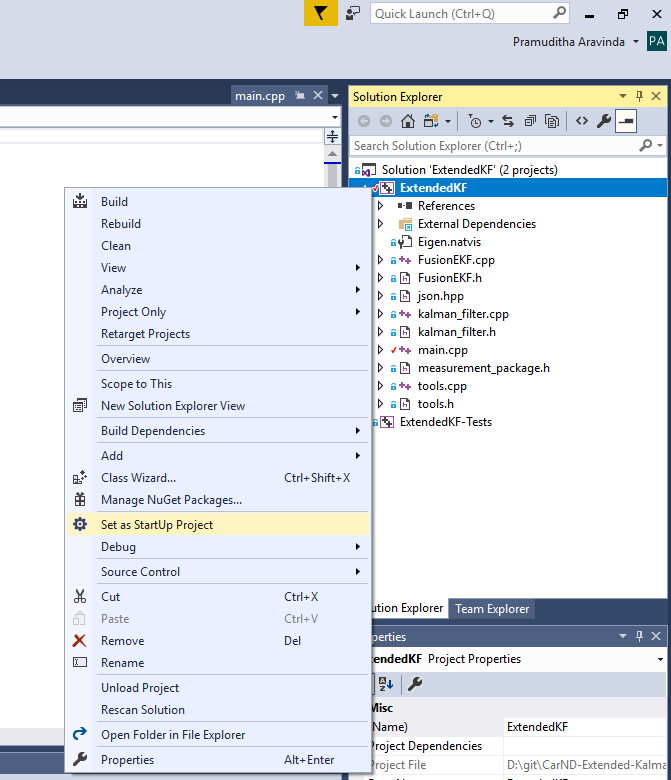 Quick Launch (Ctrl+Q)
Pramuditha Aravinda
PA
main.cpp
Solution Explorer
Search Solution Explorer (Ctrl+;)
Solution 'ExtendedKF' (2 projects)
ExtendedKF
References
External Dependencies
Eigen.natvis
FusionEKF.cpp
FusionEKF.h
json.hpp
kalman_filter.cpp
kalman_filter.h
main.cpp
measurement_package.h
tools.cpp
tools.h
ExtendedKF-Tests
Build
Rebuild
Clean
View
Analyze
Project Only
Retarget Projects
Overview
Scope to This
New Solution Explorer View
Build Dependencies
Add
Class Wizard... Ctrl+Shift+X
Manage NuGet Packages...
Set as StartUp Project
Debug
Source Control
Cut Ctrl+X
Paste Ctrl+V
Remove Del
Rename
Unload Project
Rescan Solution
Open Folder in File Explorer
Properties Alt+Enter
ution Explorer Team Explorer
perties
endedKF Project Properties
Misc
Name) ExtendedKF
Project Dependencies
Project File D:\git\CarND-Extended-Kalma